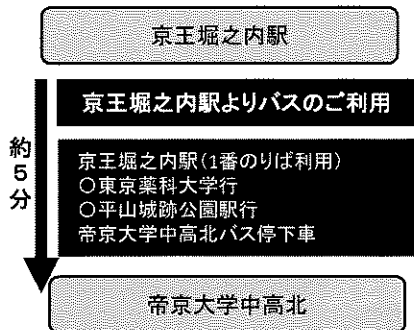 京王堀之内駅
京王堀之内駅よりバスのご利用
約5分
京王堀之内駅(1番のりば利用)
○東京薬科大学行
○平山城跡公園駅行
帝京大学中高北バス停下車
帝京大学中高北